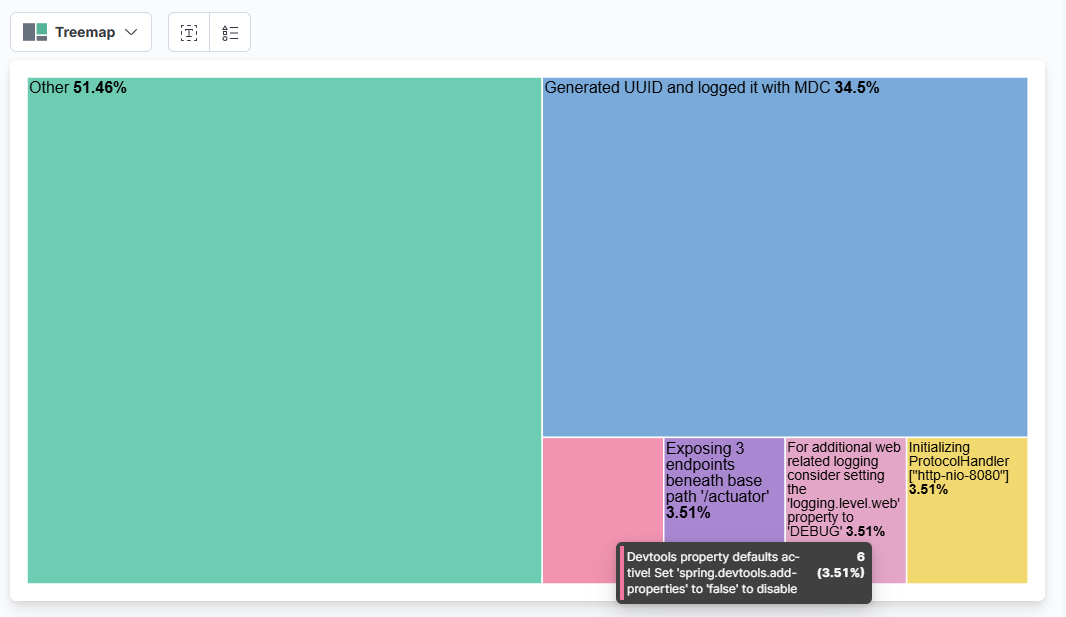 Treemap
Other 51.46%
Generated UUID and logged it with MDC 34.5%
Exposing 3
endpoints
beneath base
path '/actuator'
3.51%
For additional web
related logging
consider setting
the
'logging.level.web'
property to
'DEBUG' 3.51%
Initializing
ProtocolHandler
["http-nio-8080"]
3.51%
Devtools property defaults ac-
tive! Set 'spring.devtools.add-
properties' to 'false' to disable
6
(3.51%)